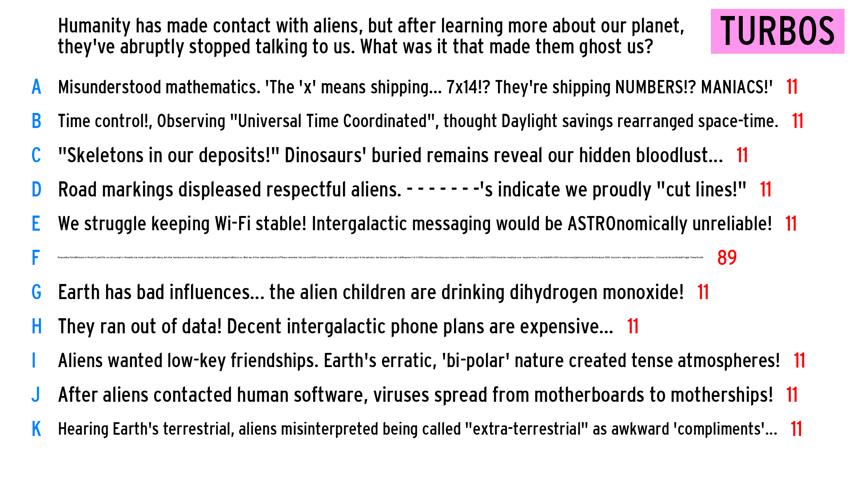 Humanity has made contact with aliens, but after learning more about our planet,
they've abruptly stopped talking to us. What was it that made them ghost us?
TURBOS
A Misunderstood mathematics. 'The 'x' means shipping... 7x14!? They're shipping NUMBERS!? MANIACS!' 11
B Time control!, Observing "Universal Time Coordinated", thought Daylight savings rearranged space-time. 11
C "Skeletons in our deposits!" Dinosaurs' buried remains reveal our hidden bloodlust... 11
D Road markings displeased respectful aliens. - - - - - - -'s indicate we proudly "cut lines!" 11
E We struggle keeping Wi-Fi stable! Intergalactic messaging would be ASTROnomically unreliable! 11
F 89
G Earth has bad influences... the alien children are drinking dihydrogen monoxide! 11
H They ran out of data! Decent intergalactic phone plans are expensive... 11
I Aliens wanted low-key friendships. Earth's erratic, 'bi-polar' nature created tense atmospheres! 11
J After aliens contacted human software, viruses spread from motherboards to motherships! 11
K Hearing Earth's terrestrial, aliens misinterpreted being called "extra-terrestrial" as awkward 'compliments'... 11